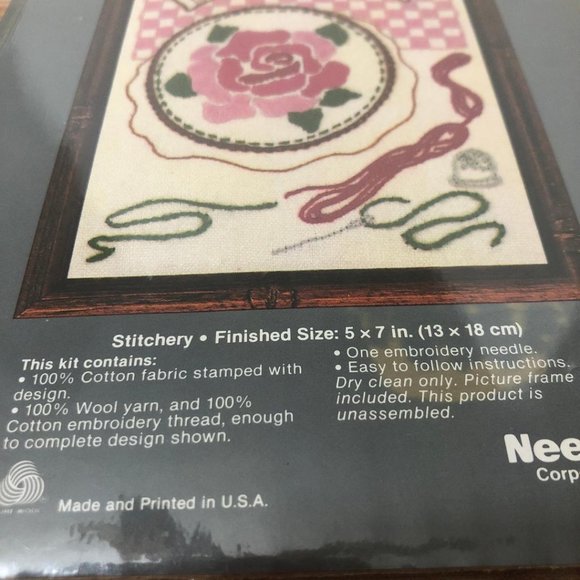 Stitchery • Finished Size: 5 × 7 in. (13 × 18 cm)
This kit contains:
• 100% Cotton fabric stamped with
design.
• 100% Wool yarn, and 100%
Cotton embroidery thread, enough
to complete design shown.
• One embroidery needle.
• Easy to follow instructions.
Dry clean only. Picture frame
included. This product is
unassembled.
Nee
Corp
Made and Printed in U.S.A.